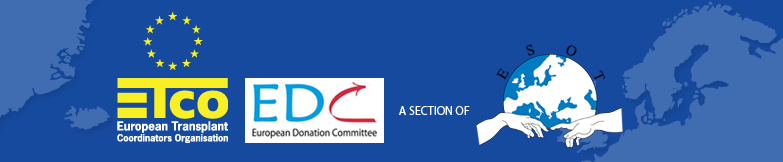 ETCO
European Transplant
Coordinators Organisation
EDC
European Donation Committee
A SECTION OF
ESOT